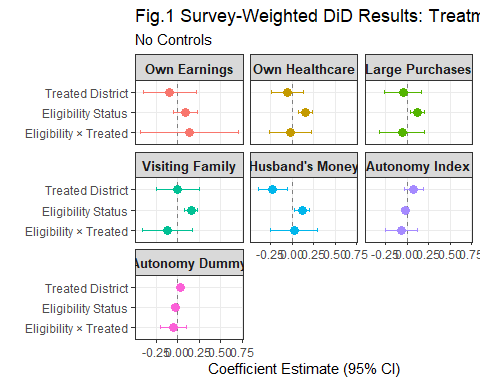 Fig.1 Survey-Weighted DiD Results: Treatm
No Controls
Own Earnings Own Healthcare Large Purchases
Treated District
Eligibility Status
Eligibility × Treated
Visiting Family Husband's Money Autonomy Index
Treated District
Eligibility Status
Eligibility × Treated
-0.25 0.00 0.25 0.50 0.75 -0.25 0.00 0.25 0.50 0.75
Autonomy Dummy
Treated District
Eligibility Status
Eligibility × Treated
-0.25 0.00 0.25 0.50 0.75
Coefficient Estimate (95% CI)